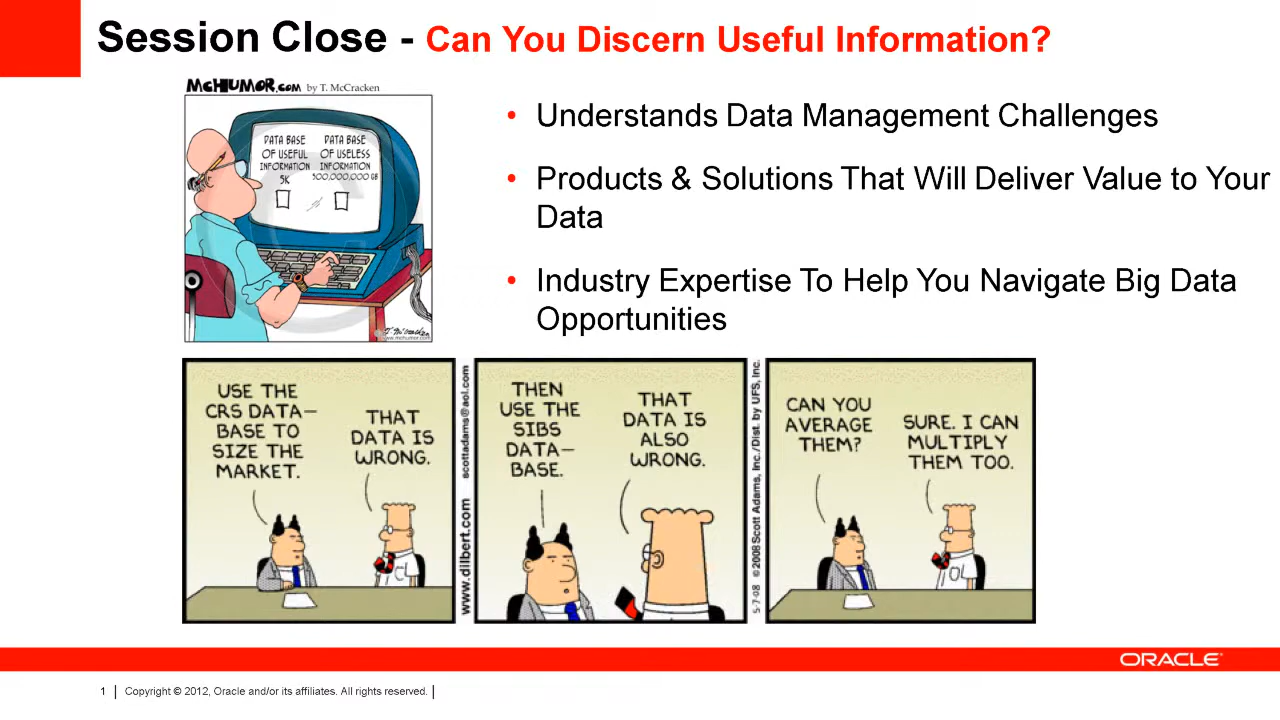 Session Close - Can You Discern Useful Information?
McHUMOR.COM by T. McCracken
DATA BASE
OF USEFUL
INFORMATION
5K
DATA BASE
OF USELESS
INFORMATION
500,000,000 GB
T. McCracken
www.mchumor.com
• Understands Data Management Challenges
• Products & Solutions That Will Deliver Value to Your
Data
• Industry Expertise To Help You Navigate Big Data
Opportunities
USE THE
CRS DATA-
BASE TO
SIZE THE
MARKET.
THAT
DATA IS
WRONG.
www.dilbert.com scottadams@aol.com
THEN
USE THE
SIBS
DATA-
BASE.
THAT
DATA IS
ALSO
WRONG.
5-7-08 ©2008 Scott Adams, Inc./Dist. by UFS, Inc.
CAN YOU
AVERAGE
THEM?
SURE. I CAN
MULTIPLY
THEM TOO.
ORACLE
1 | Copyright © 2012, Oracle and/or its affiliates. All rights reserved. |